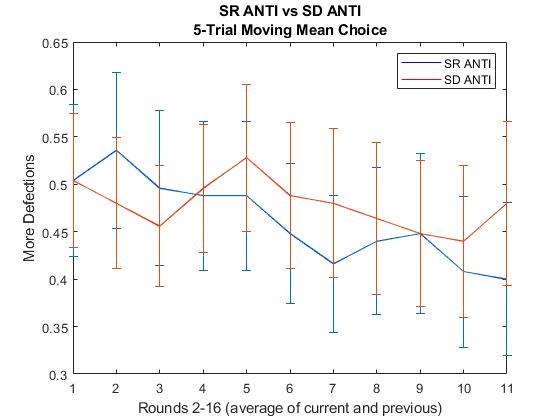 SR ANTI vs SD ANTI
5-Trial Moving Mean Choice
0.65
0.6
0.55
0.5
0.45
0.4
0.35
0.3
More Defections
SR ANTI
SD ANTI
1 2 3 4 5 6 7 8 9 10 11
Rounds 2-16 (average of current and previous)